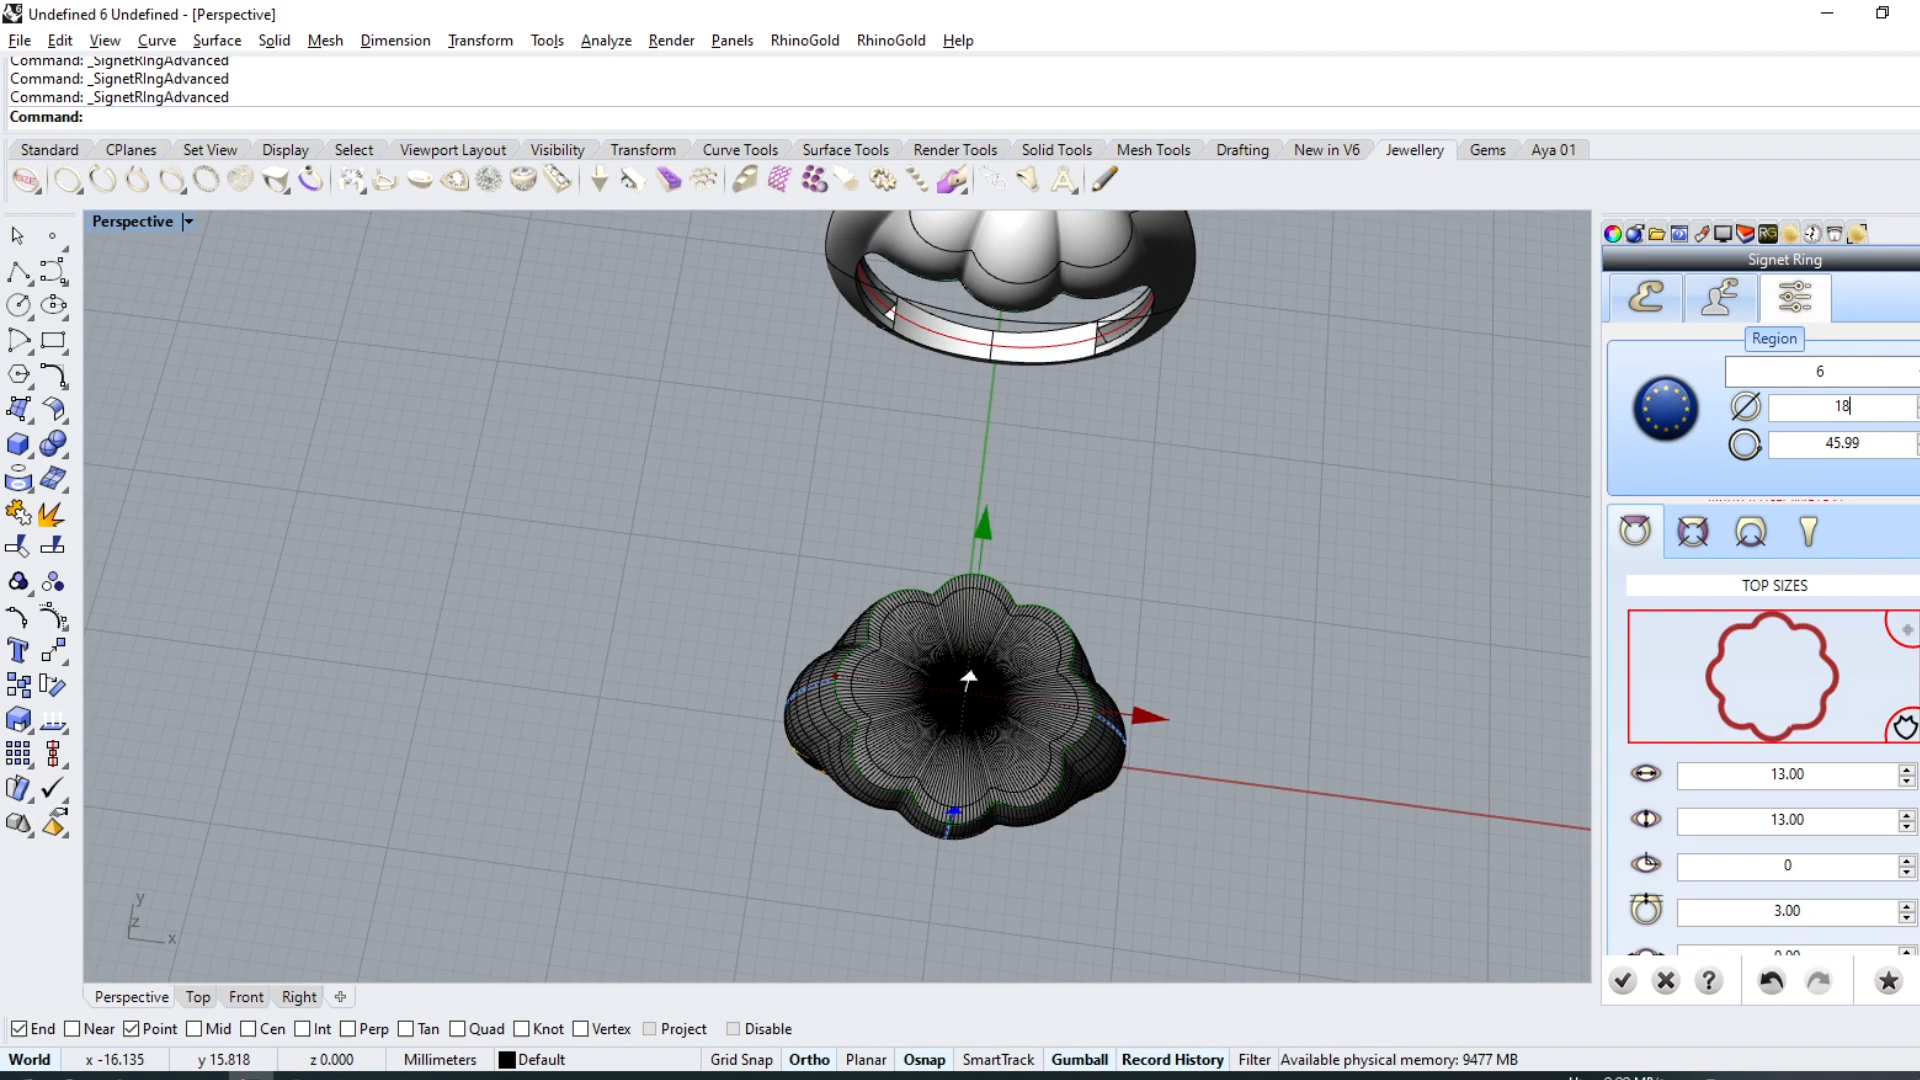 Undefined 6 Undefined - [Perspective]
File Edit View Curve Surface Solid Mesh Dimension Transform Tools Analyze Render Panels RhinoGold RhinoGold Help
Command: _SignetRIngAdvanced
Command: _SignetRIngAdvanced
Command: _SignetRIngAdvanced
Command:
Standard CPlanes Set View Display Select Viewport Layout Visibility Transform Curve Tools Surface Tools Render Tools Solid Tools Mesh Tools Drafting New in V6 Jewellery Gems Aya 01
Perspective
Signet Ring
Region
6
18
45.99
TOP SIZES
13.00
13.00
0
3.00
0.00
y
z
x
Perspective Top Front Right
End Near Point Mid Cen Int Perp Tan Quad Knot Vertex Project Disable
World x -16.135 y 15.818 z 0.000 Millimeters Default Grid Snap Ortho Planar Osnap SmartTrack Gumball Record History Filter Available physical memory: 9477 MB